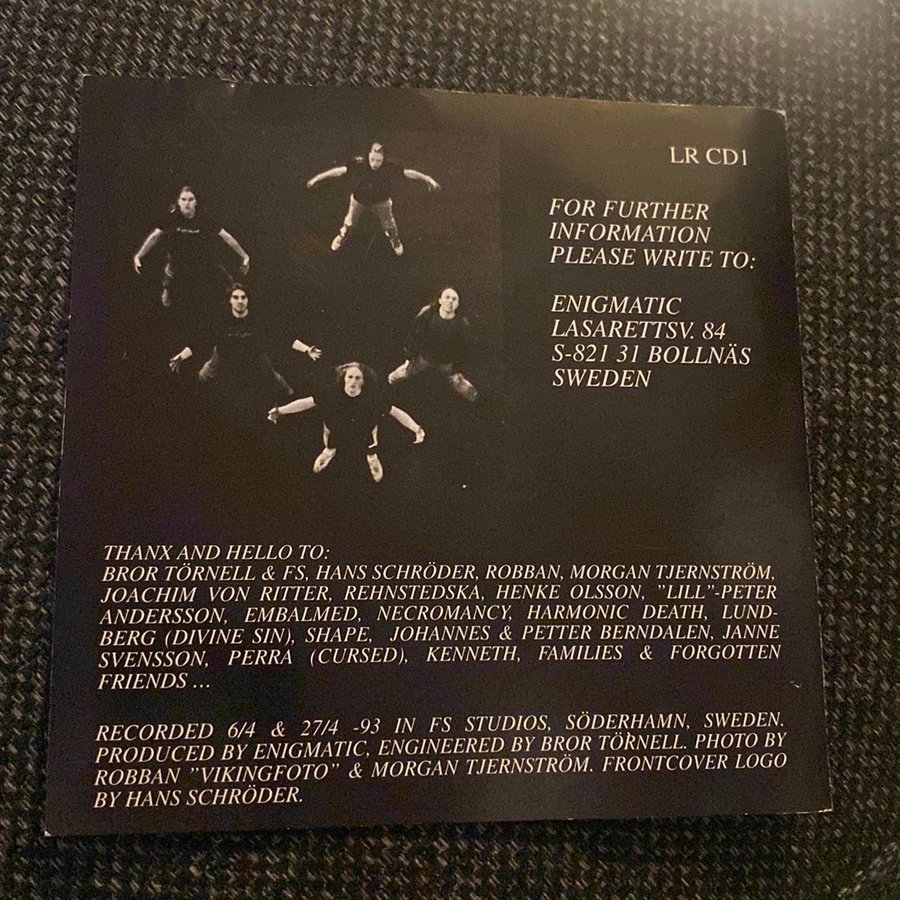 LR CD1
FOR FURTHER
INFORMATION
PLEASE WRITE TO:
ENIGMATIC
LASARETTSV. 84
S-821 31 BOLLNÄS
SWEDEN
THANX AND HELLO TO:
BROR TÖRNELL & FS, HANS SCHRÖDER, ROBBAN, MORGAN TJERNSTRÖM,
JOACHIM VON RITTER, REHNSTEDSKA, HENKE OLSSON, "LILL"-PETER
ANDERSSON, EMBALMED, NECROMANCY, HARMONIC DEATH, LUND-
BERG (DIVINE SIN), SHAPE, JOHANNES & PETTER BERNDALEN, JANNE
SVENSSON, PERRA (CURSED), KENNETH, FAMILIES & FORGOTTEN
FRIENDS ...
RECORDED 6/4 & 27/4 -93 IN FS STUDIOS, SÖDERHAMN, SWEDEN.
PRODUCED BY ENIGMATIC, ENGINEERED BY BROR TÖRNELL. PHOTO BY
ROBBAN "VIKINGFOTO" & MORGAN TJERNSTRÖM. FRONTCOVER LOGO
BY HANS SCHRÖDER.